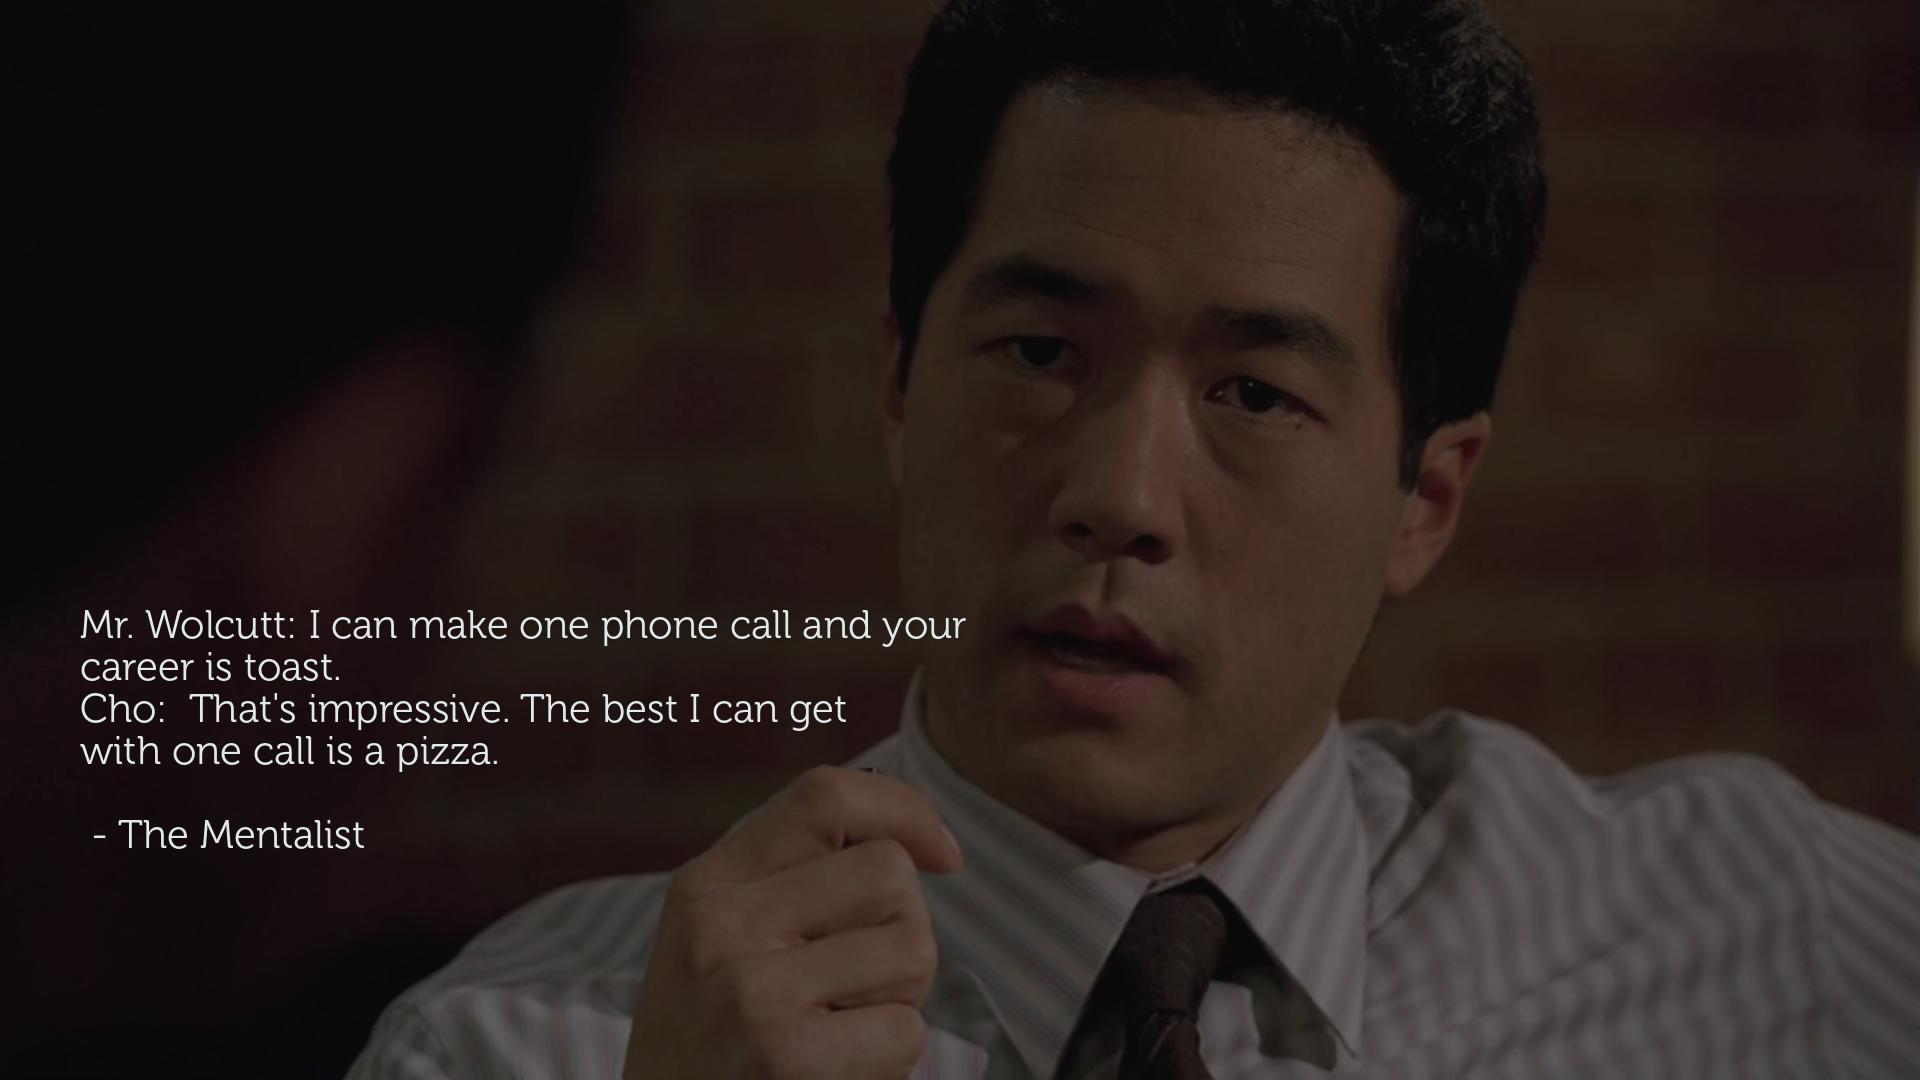 Mr. Wolcutt: I can make one phone call and your
career is toast.
Cho:  That's impressive. The best I can get
with one call is a pizza.
- The Mentalist